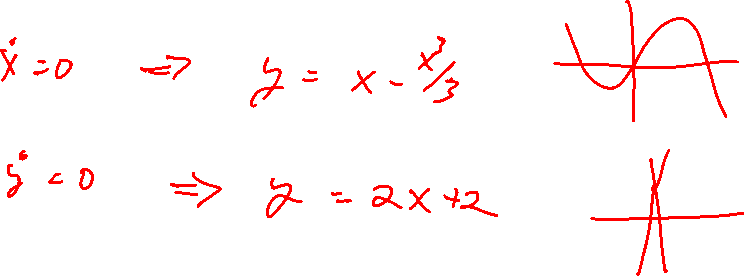 ẋ = 0 ⇒ y = x - x³/3
ẏ = 0 ⇒ y = 2x + 2